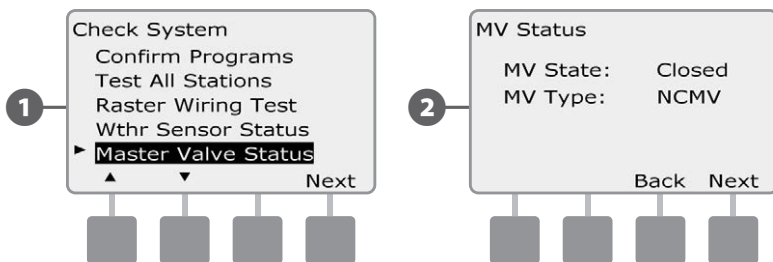 1
Check System
Confirm Programs
Test All Stations
Raster Wiring Test
Wthr Sensor Status
► Master Valve Status
▲ ▼ Next
2
MV Status
MV State: Closed
MV Type: NCMV
Back Next